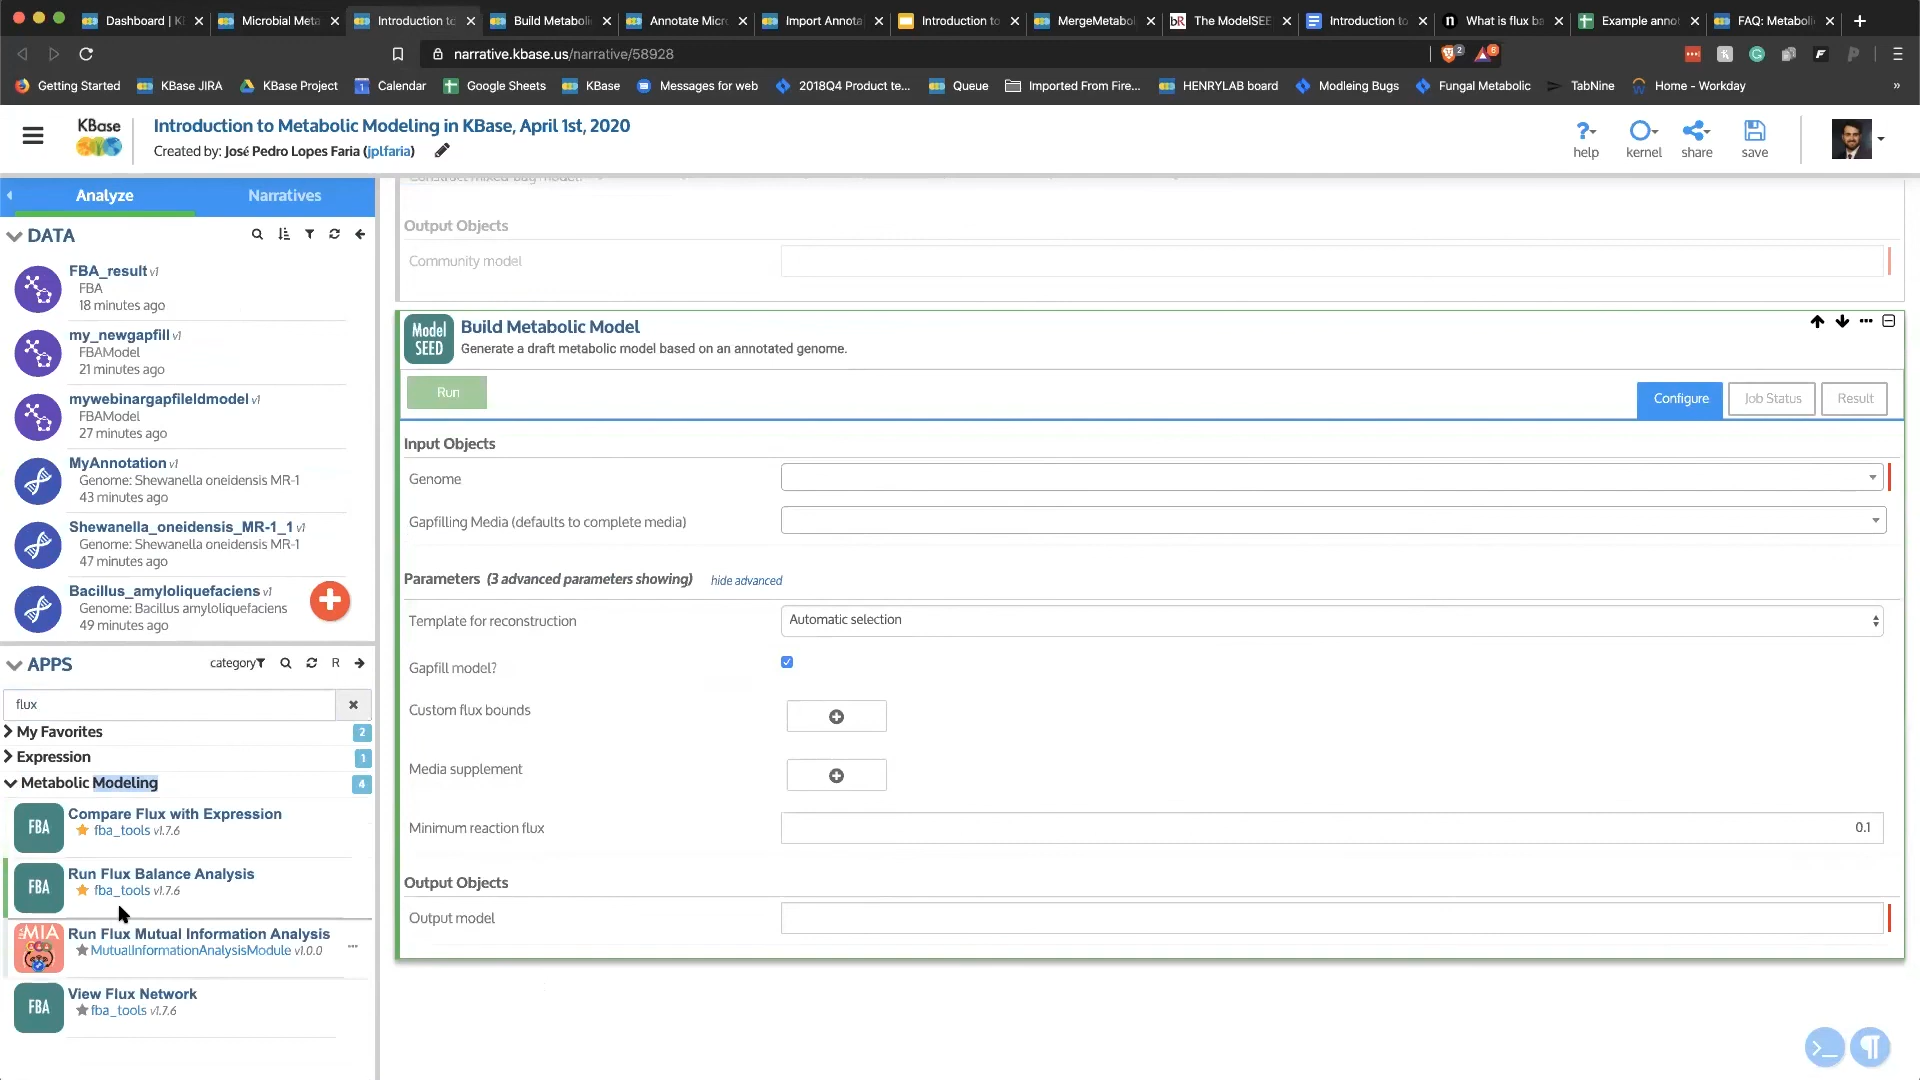 Dashboard | K
Microbial Meta
Introduction to
Build Metaboli
Annotate Micr
Import Annota
Introduction to
MergeMetabo
The ModelSEE
Introduction to
What is flux ba
Example anno
FAQ: Metaboli
narrative.kbase.us/narrative/58928
2
8
Getting Started
KBase JIRA
KBase Project
Calendar
Google Sheets
KBase
Messages for web
2018Q4 Product te...
Queue
Imported From Fire...
HENRYLAB board
Modleing Bugs
Fungal Metabolic
TabNine
Home - Workday
»
KBase
Introduction to Metabolic Modeling in KBase, April 1st, 2020
Created by: José Pedro Lopes Faria (jplfaria)
help
kernel
share
save
Analyze
Narratives
DATA
FBA_result v1
FBA
18 minutes ago
my_newgapfill v1
FBAModel
21 minutes ago
mywebinargapfileldmodel v1
FBAModel
27 minutes ago
MyAnnotation v1
Genome: Shewanella oneidensis MR-1
43 minutes ago
Shewanella_oneidensis_MR-1_1 v1
Genome: Shewanella oneidensis MR-1
47 minutes ago
Bacillus_amyloliquefaciens v1
Genome: Bacillus amyloliquefaciens
49 minutes ago
APPS
category
R
flux
My Favorites 2
Expression 1
Metabolic Modeling 4
FBA
Compare Flux with Expression
fba_tools v1.7.6
FBA
Run Flux Balance Analysis
fba_tools v1.7.6
MIA
Run Flux Mutual Information Analysis
MutualInformationAnalysisModule v1.0.0
...
FBA
View Flux Network
fba_tools v1.7.6
Construct mixed-bag model?
Output Objects
Community model
Model SEED
Build Metabolic Model
Generate a draft metabolic model based on an annotated genome.
Run
Configure
Job Status
Result
Input Objects
Genome
Gapfilling Media (defaults to complete media)
Parameters (3 advanced parameters showing) hide advanced
Template for reconstruction
Automatic selection
Gapfill model?
Custom flux bounds
Media supplement
Minimum reaction flux
0.1
Output Objects
Output model